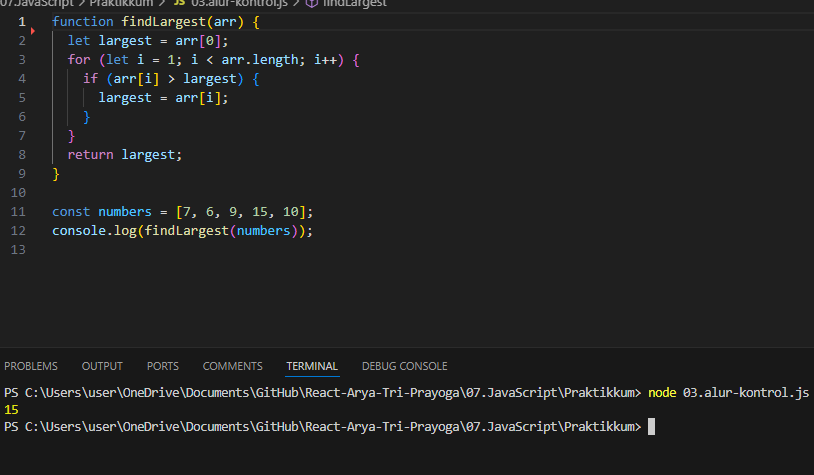 07.JavaScript > Praktikkum > JS 03.alur-kontrol.js > findLargest
1 function findLargest(arr) {
2 let largest = arr[0];
3 for (let i = 1; i < arr.length; i++) {
4 if (arr[i] > largest) {
5 largest = arr[i];
6 }
7 }
8 return largest;
9 }
10
11 const numbers = [7, 6, 9, 15, 10];
12 console.log(findLargest(numbers));
13
PROBLEMS OUTPUT PORTS COMMENTS TERMINAL DEBUG CONSOLE
PS C:\Users\user\OneDrive\Documents\GitHub\React-Arya-Tri-Prayoga\07.JavaScript\Praktikkum> node 03.alur-kontrol.js
15
PS C:\Users\user\OneDrive\Documents\GitHub\React-Arya-Tri-Prayoga\07.JavaScript\Praktikkum>